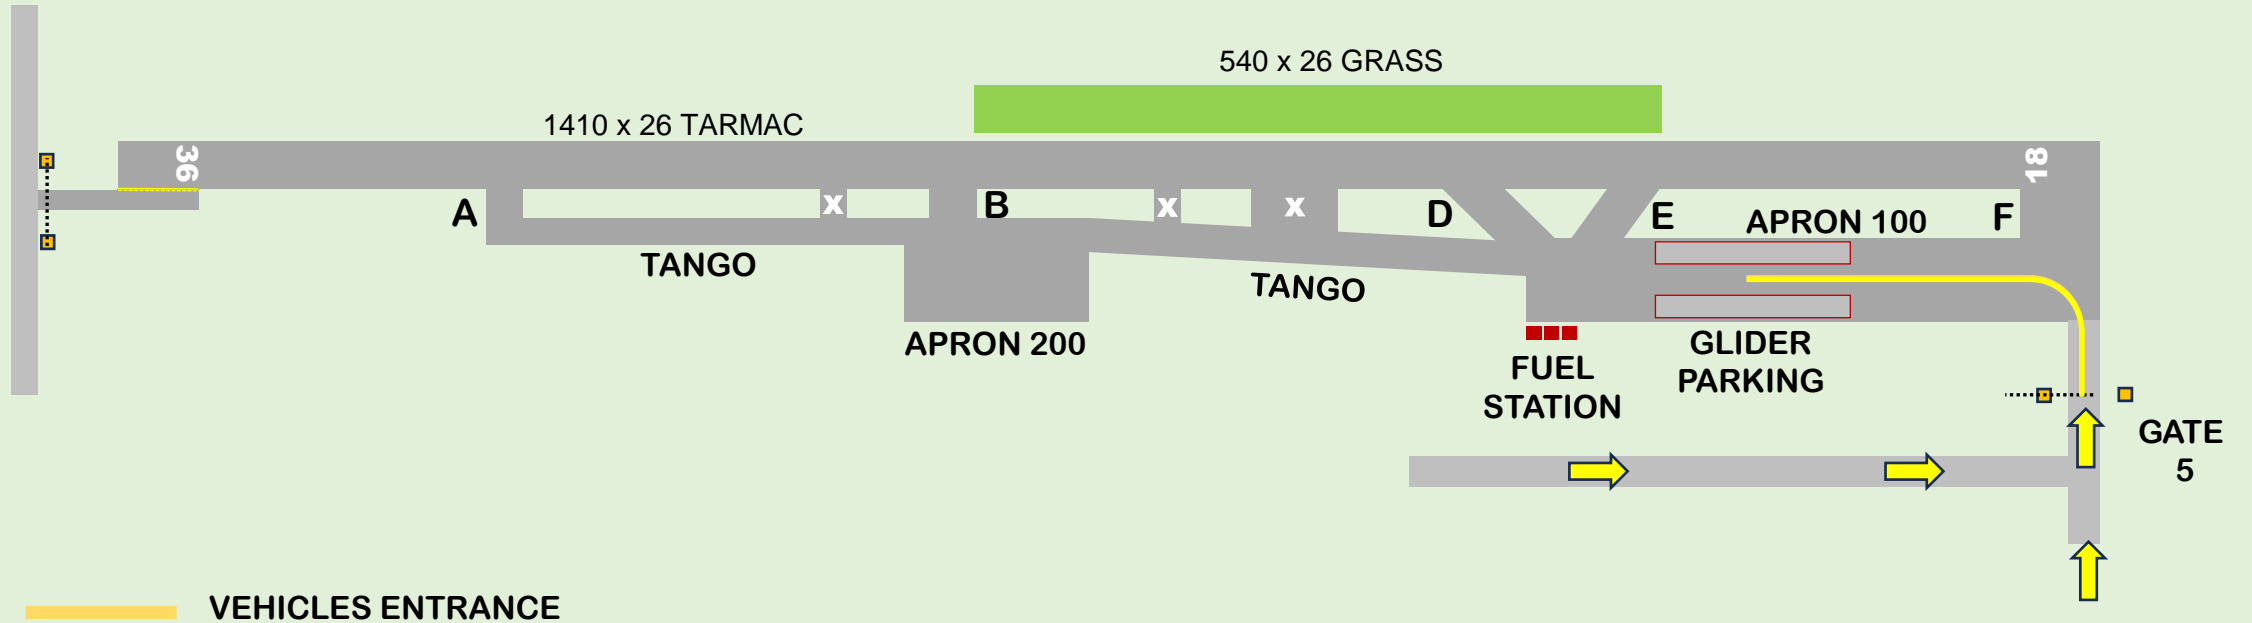 540 x 26 GRASS
1410 x 26 TARMAC
36
18
A
X
B
X
X
D
E
APRON 100
F
TANGO
TANGO
APRON 200
FUEL
STATION
GLIDER
PARKING
GATE
5
VEHICLES ENTRANCE